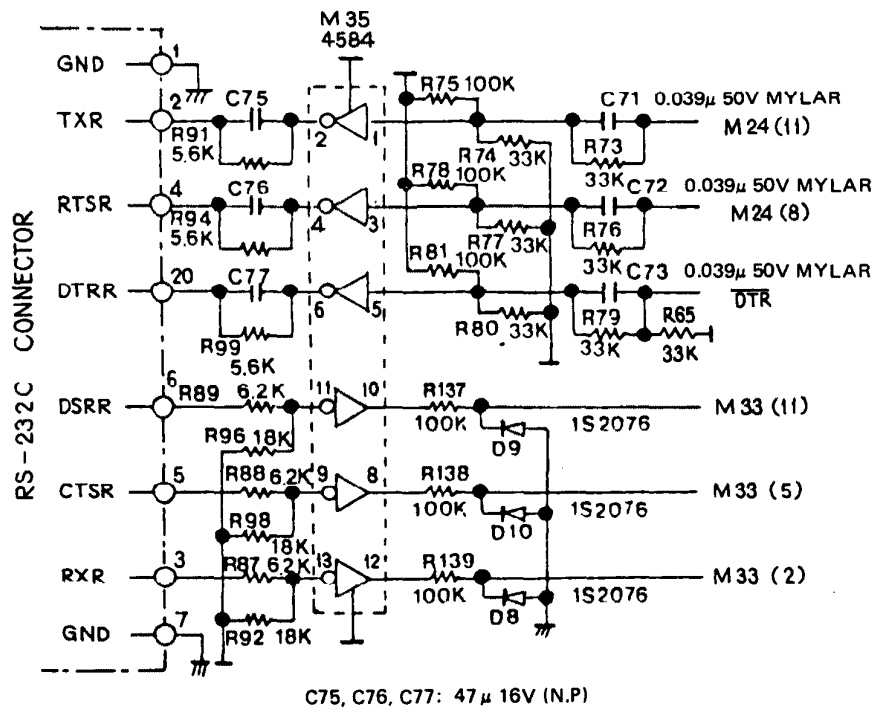 M35
4584
RS-232C CONNECTOR
GND 1
TXR 2
C75
R91
5.6K
2 1
R75 100K
R74
33K
C71 0.039μ 50V MYLAR
R73
33K
M24 (11)
RTSR 4
C76
R94
5.6K
4 3
R78 100K
R77
33K
C72 0.039μ 50V MYLAR
R76
33K
M24 (8)
DTRR 20
C77
R99
5.6K
6 5
R81 100K
R80
33K
C73 0.039μ 50V MYLAR
R79
33K
R65
33K
DTR
DSRR 6
R89 6.2K
R96 18K
11 10
R137
100K
D9
1S2076
M33 (11)
CTSR 5
R88 6.2K
R98
18K
9 8
R138
100K
D10
1S2076
M33 (5)
RXR 3
R87 6.2K
R92 18K
13 12
R139
100K
D8
1S2076
M33 (2)
GND 7
C75, C76, C77: 47μ 16V (N.P)